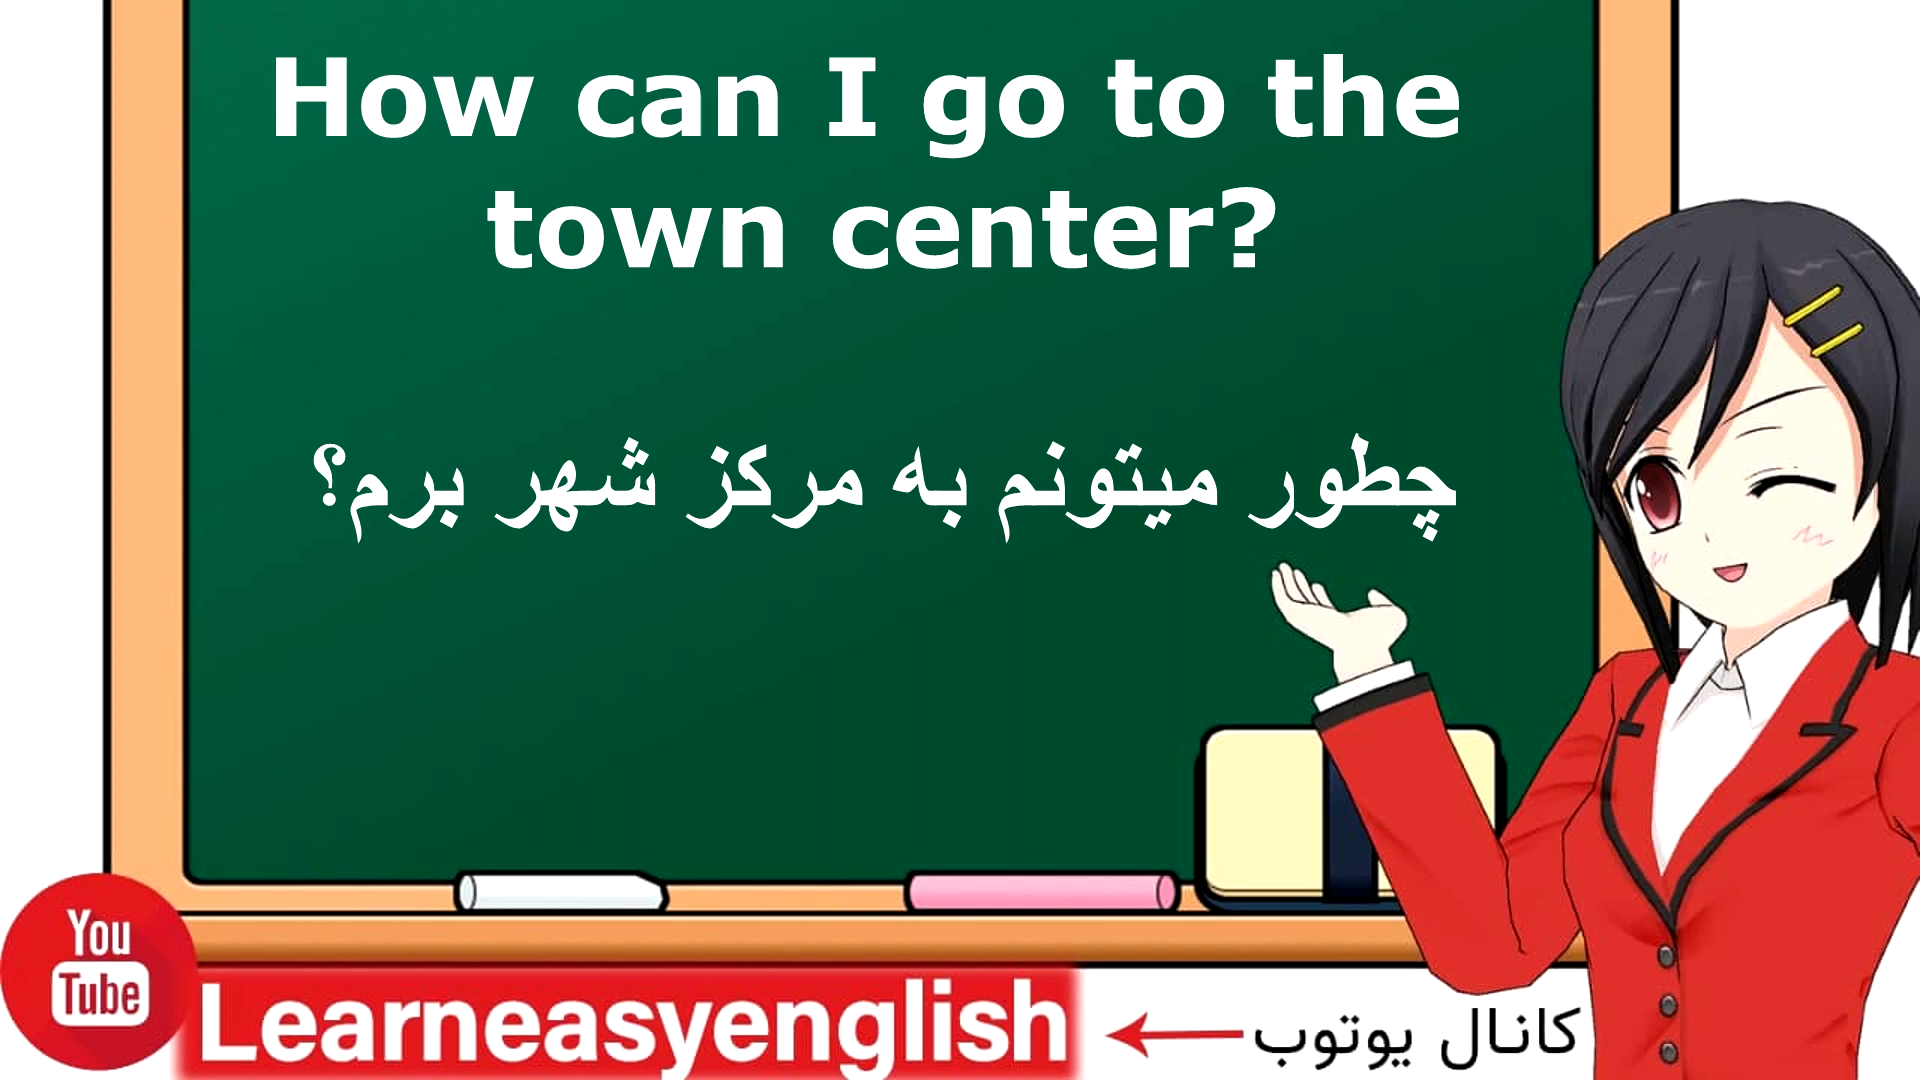 How can I go to the
town center?
چطور میتونم به مرکز شهر برم؟
You
Tube
Learneasyenglish
کانال یوتوب